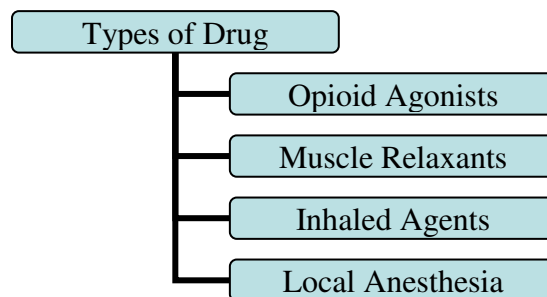 Types of Drug
Opioid Agonists
Muscle Relaxants
Inhaled Agents
Local Anesthesia